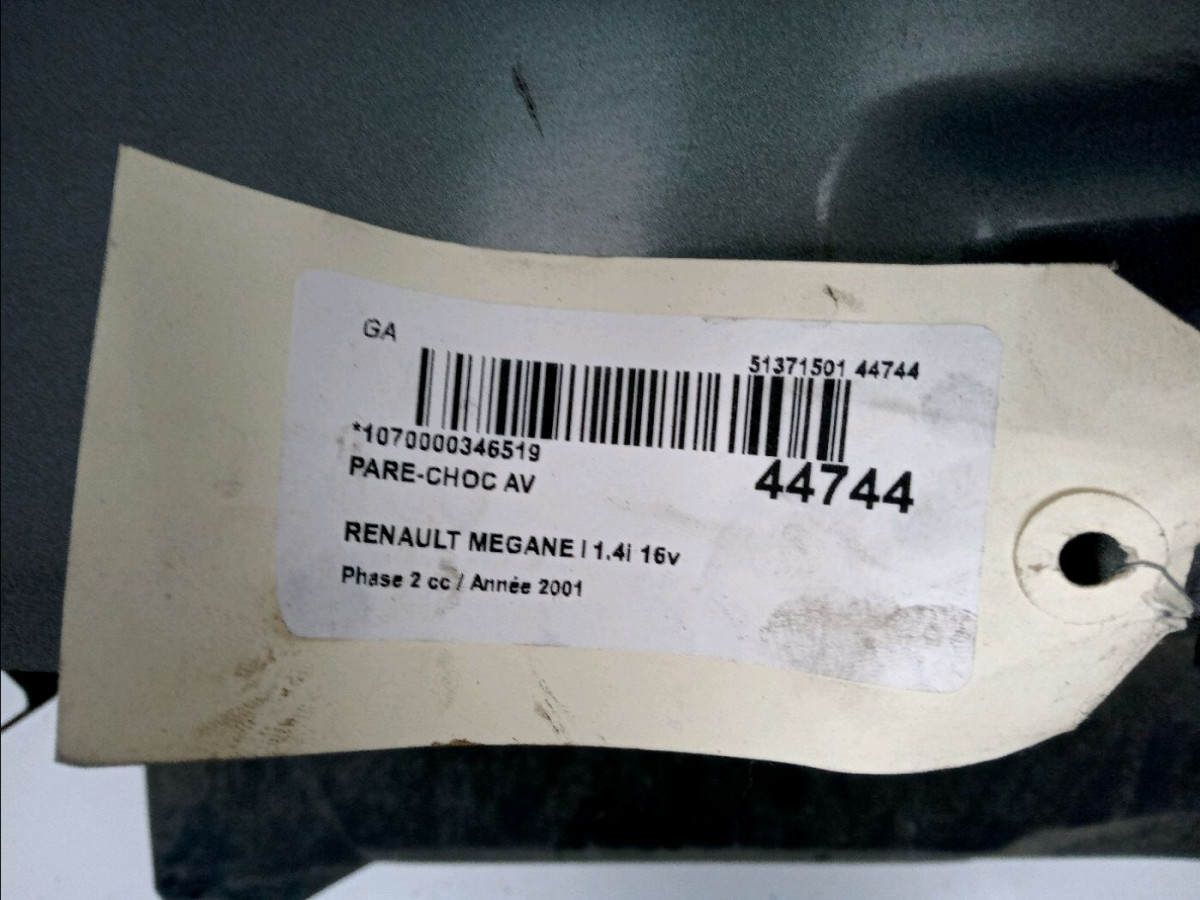 GA
51371501 44744
*1070000346519
PARE-CHOC AV
44744
RENAULT MEGANE I 1.4i 16v
Phase 2 cc / Année 2001